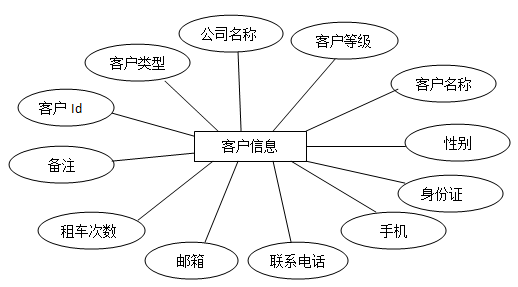 公司名称
客户等级
客户类型
客户名称
客户 Id
性别
客户信息
备注
身份证
租车次数
手机
邮箱
联系电话